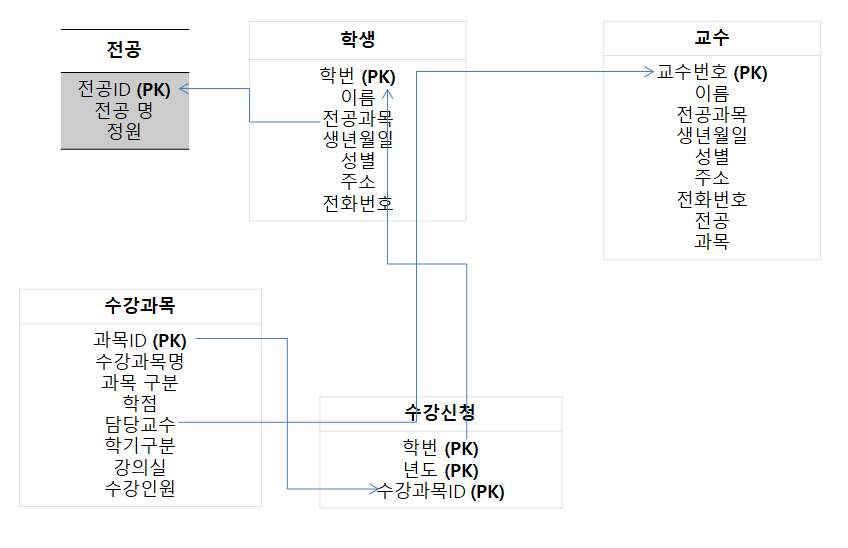 전공
전공ID (PK)
전공 명
정원
학생
학번 (PK)
이름
전공과목
생년월일
성별
주소
전화번호
교수
교수번호 (PK)
이름
전공과목
생년월일
성별
주소
전화번호
전공
과목
수강과목
과목ID (PK)
수강과목명
과목 구분
학점
담당교수
학기구분
강의실
수강인원
수강신청
학번 (PK)
년도 (PK)
수강과목ID (PK)